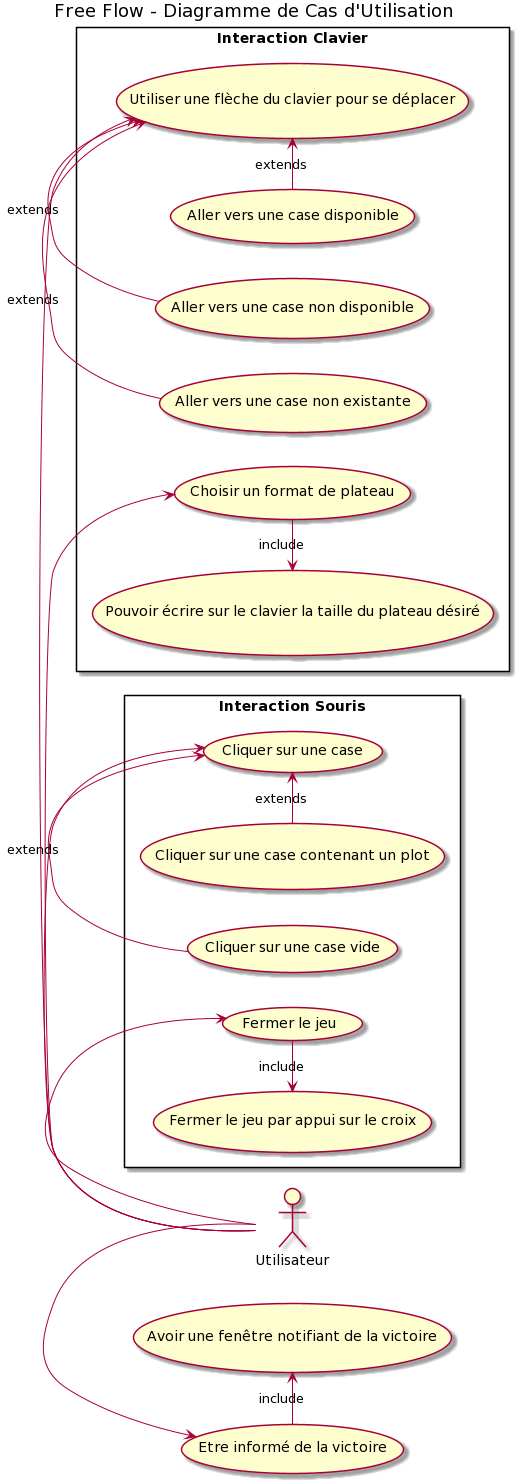 Free Flow - Diagramme de Cas d'Utilisation
Interaction Clavier
Utiliser une flèche du clavier pour se déplacer
extends
Aller vers une case disponible
extends
Aller vers une case non disponible
extends
Aller vers une case non existante
Choisir un format de plateau
include
Pouvoir écrire sur le clavier la taille du plateau désiré
Interaction Souris
Cliquer sur une case
extends
Cliquer sur une case contenant un plot
extends
Cliquer sur une case vide
Fermer le jeu
include
Fermer le jeu par appui sur le croix
Utilisateur
Avoir une fenêtre notifiant de la victoire
include
Etre informé de la victoire